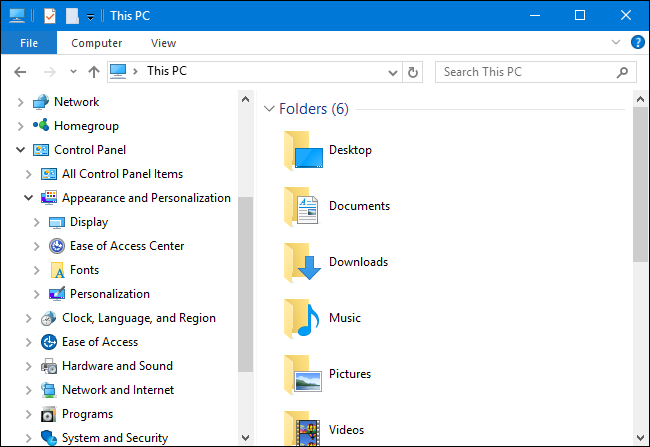 This PC
File Computer View
This PC
Search This PC
Network
Homegroup
Control Panel
All Control Panel Items
Appearance and Personalization
Display
Ease of Access Center
Fonts
Personalization
Clock, Language, and Region
Ease of Access
Hardware and Sound
Network and Internet
Programs
System and Security
Folders (6)
Desktop
Documents
Downloads
Music
Pictures
Videos